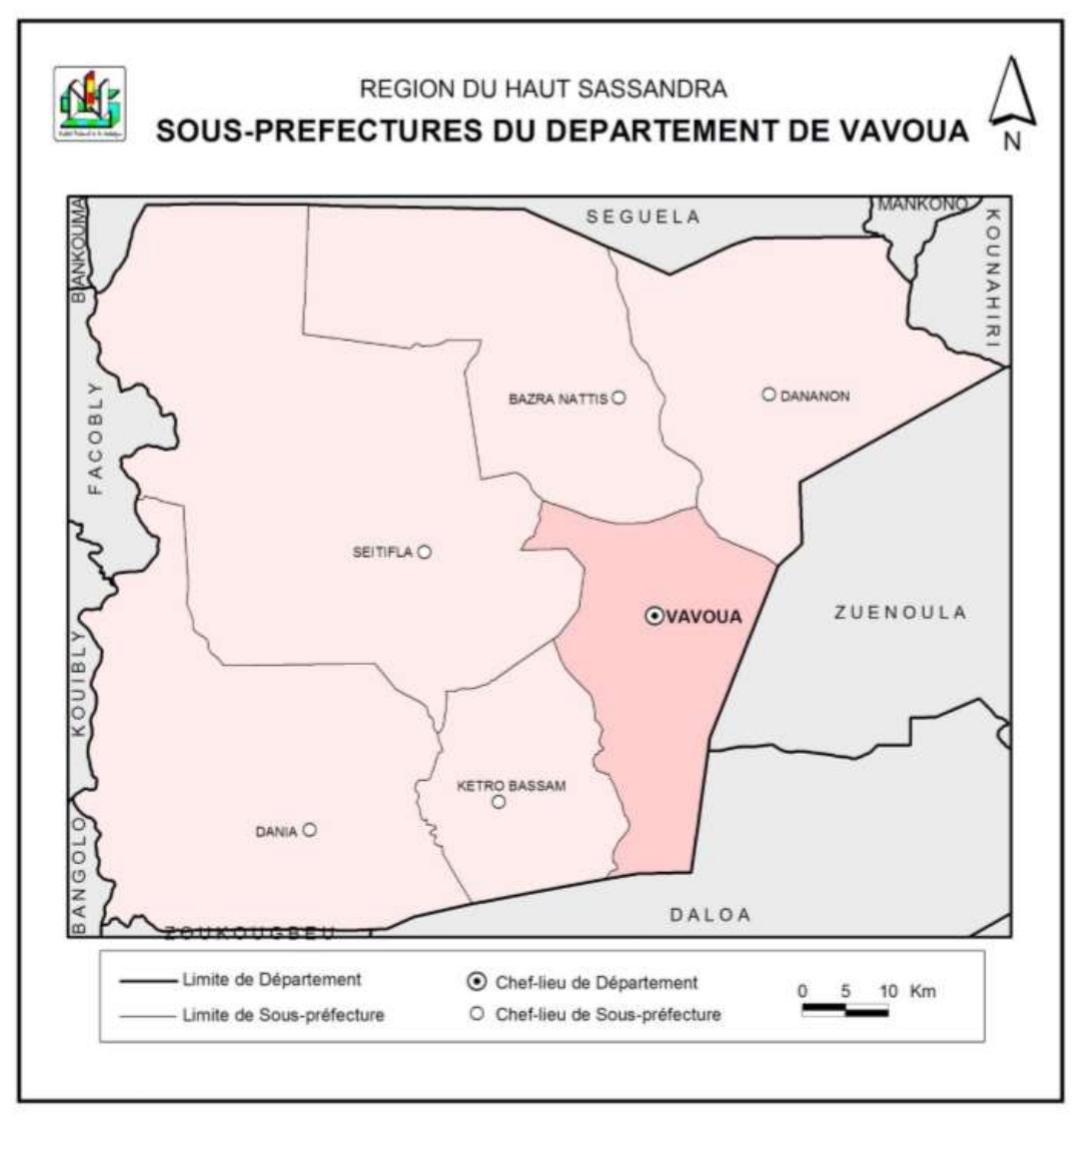 REGION DU HAUT SASSANDRA
SOUS-PREFECTURES DU DEPARTEMENT DE VAVOUA
N
BIANKOUMA
SEGUELA
MANKONO
KOUNAHIRI
FACOBLY
BAZRA NATTIS
DANANON
SEITIFLA
VAVOUA
ZUENOULA
KOUIBLY
KETRO BASSAM
DANIA
BANGOLO
DALOA
ZOUKOUGBEU
Limite de Département
Chef-lieu de Département
0 5 10 Km
Limite de Sous-préfecture
Chef-lieu de Sous-préfecture